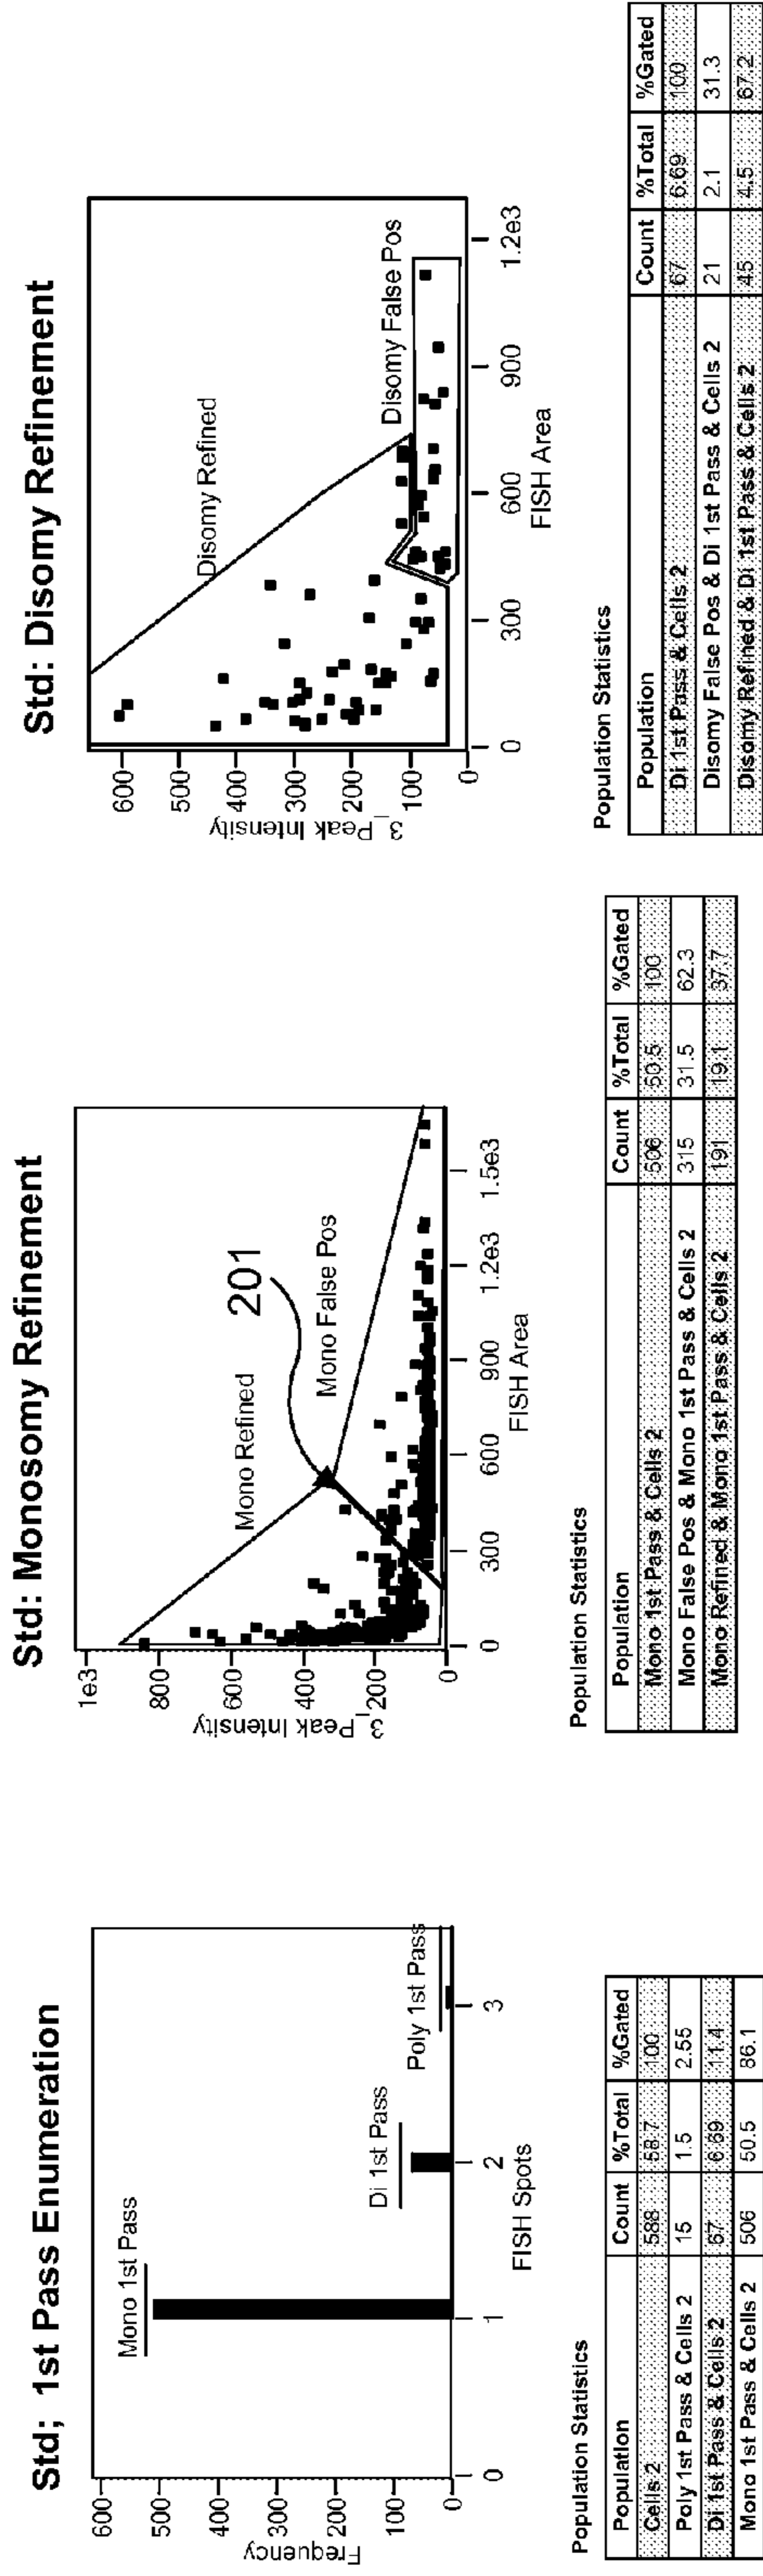 Std; 1st Pass Enumeration
600
500
400
300
200
100
0
Frequency
Mono 1st Pass
Di 1st Pass
Poly 1st Pass
0 1 2 3
FISH Spots
Population Statistics
Population Count %Total %Gated
Cells 2 588 58.7 100
Poly 1st Pass & Cells 2 15 1.5 2.55
Di 1st Pass & Cells 2 67 6.69 11.4
Mono 1st Pass & Cells 2 506 50.5 86.1
Std: Monosomy Refinement
1e3
800
600
400
200
0
3_Peak Intensity
Mono Refined
201
Mono False Pos
0 300 600 900 1.2e3 1.5e3
FISH Area
Population Statistics
Population Count %Total %Gated
Mono 1st Pass & Cells 2 506 50.5 100
Mono False Pos & Mono 1st Pass & Cells 2 315 31.5 62.3
Mono Refined & Mono 1st Pass & Cells 2 191 19.1 37.7
Std: Disomy Refinement
600
500
400
300
200
100
0
3_Peak Intensity
Disomy Refined
Disomy False Pos
0 300 600 900 1.2e3
FISH Area
Population Statistics
Population Count %Total %Gated
Di 1st Pass & Cells 2 67 6.69 100
Disomy False Pos & Di 1st Pass & Cells 2 21 2.1 31.3
Disomy Refined & Di 1st Pass & Cells 2 45 4.5 67.2